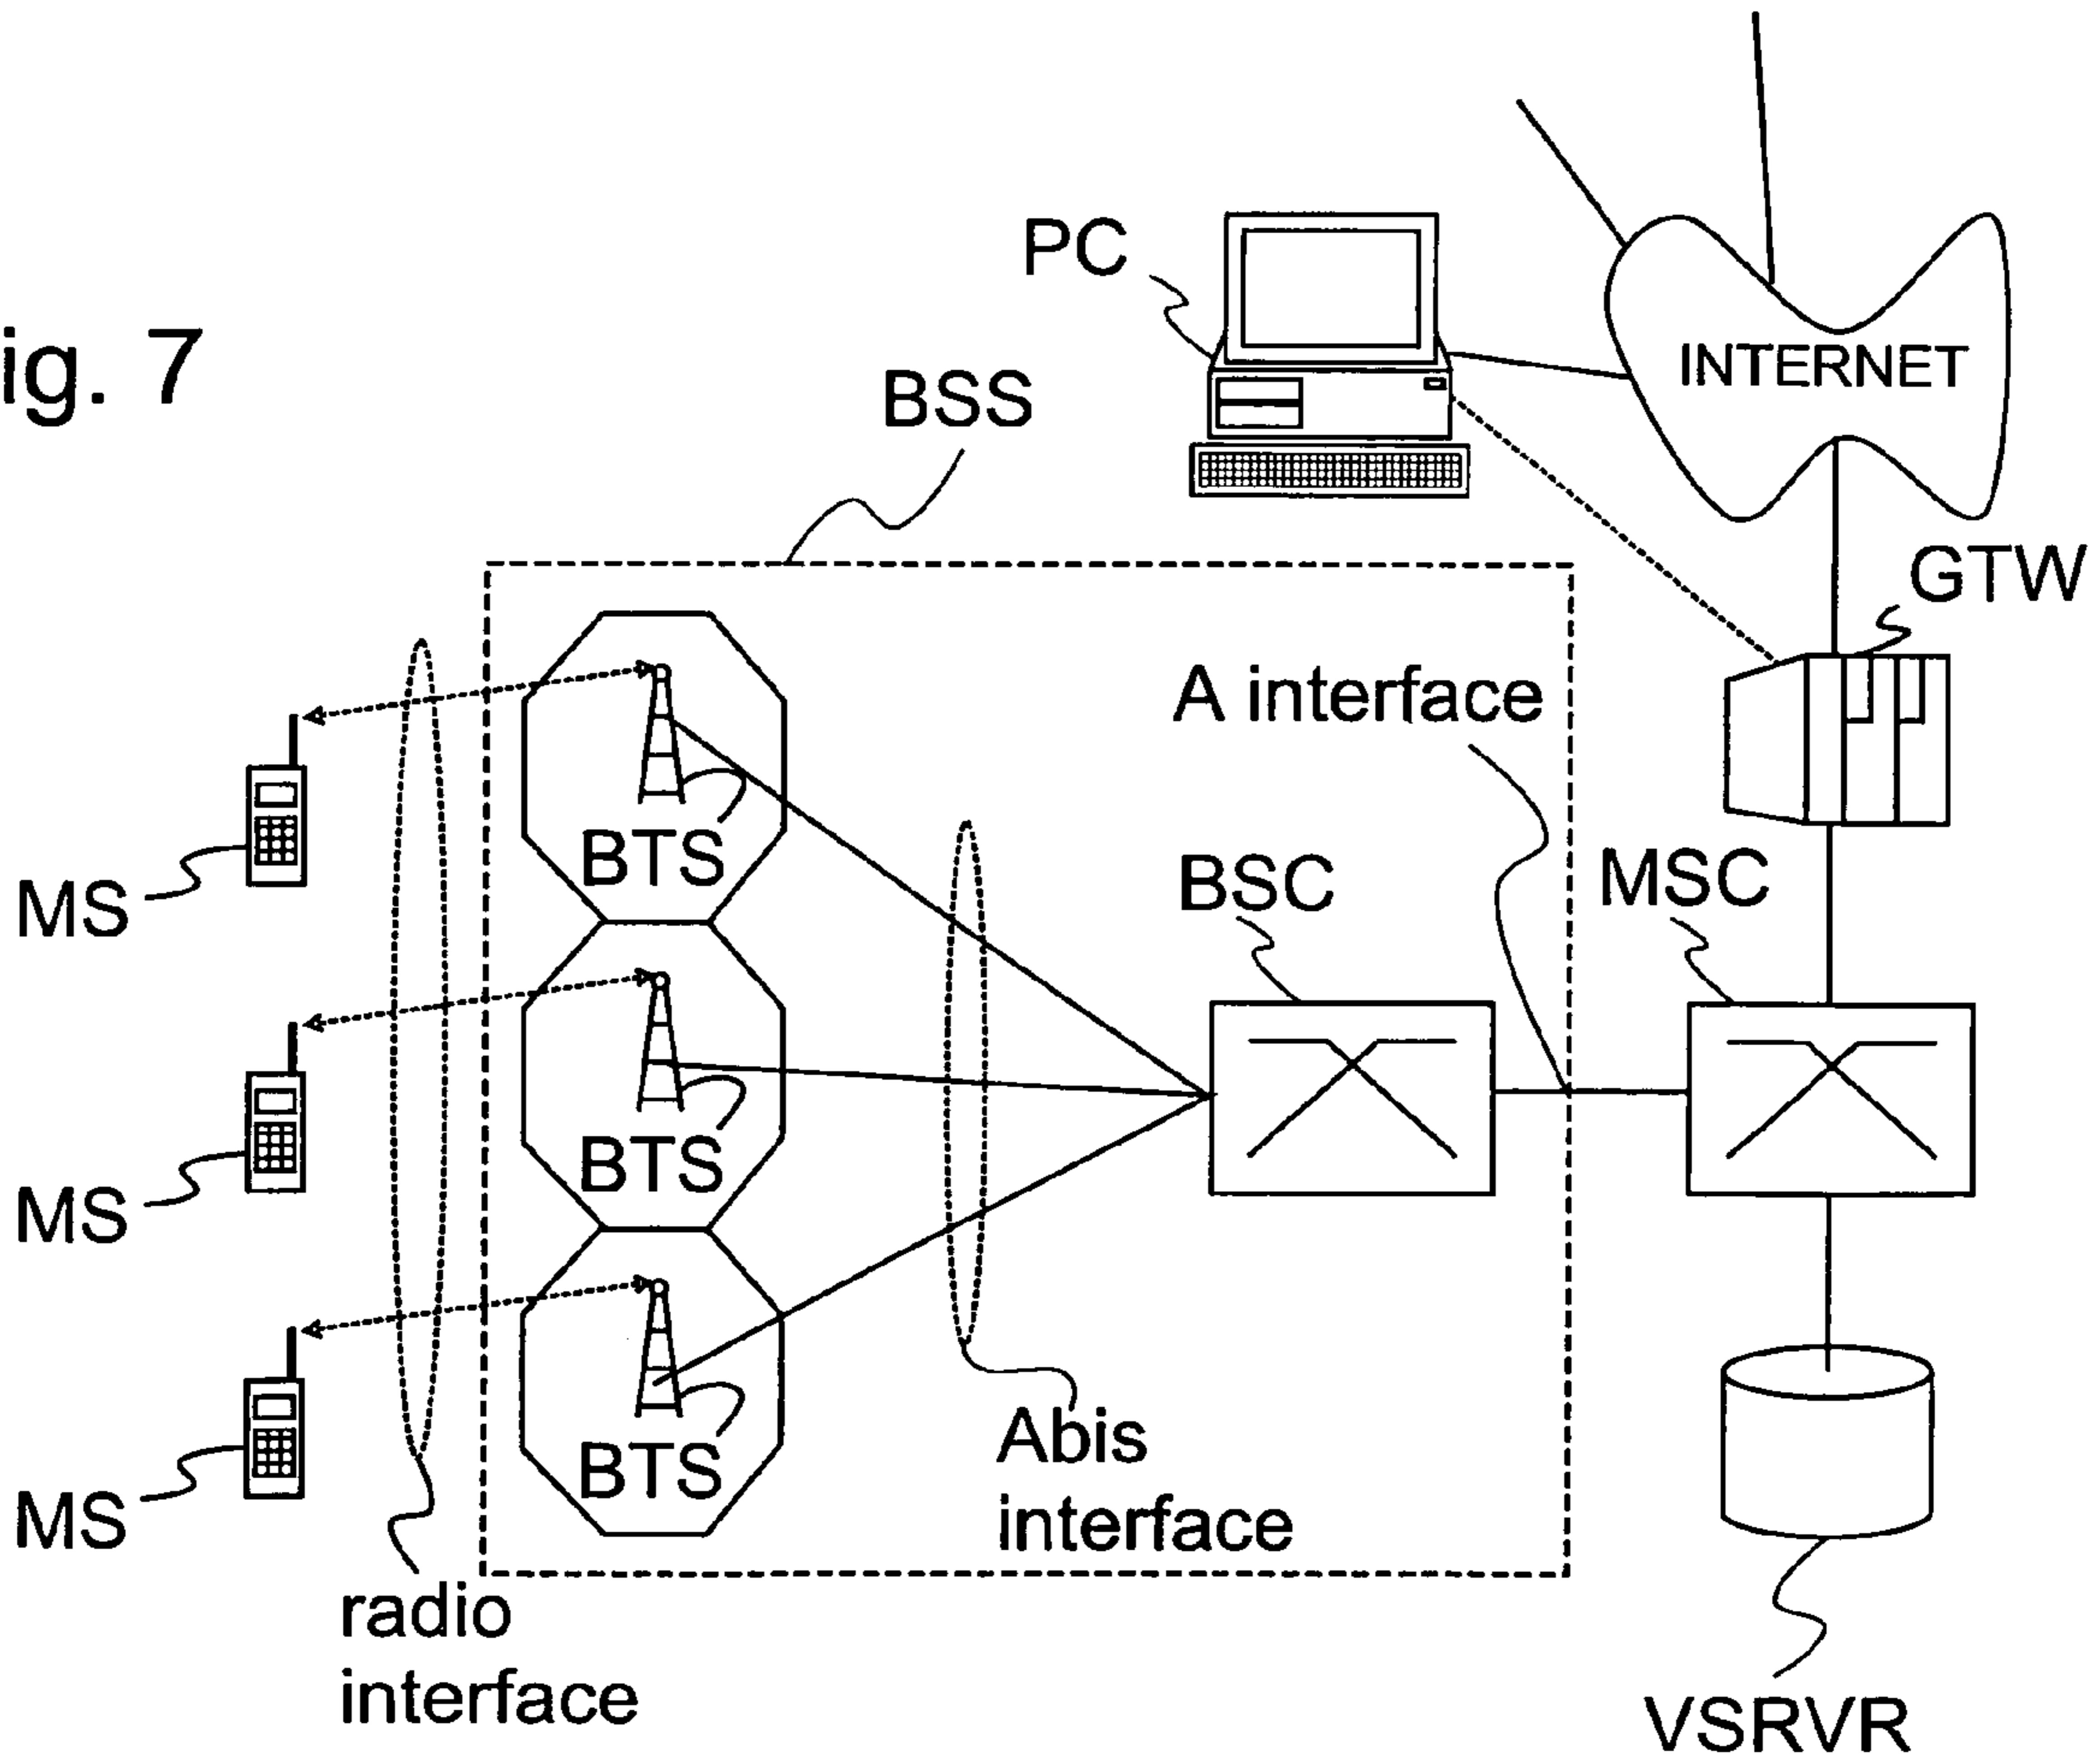 ig. 7
PC
INTERNET
BSS
GTW
A interface
BTS
BSC
MSC
MS
BTS
MS
BTS
MS
Abis
interface
radio
interface
VSRVR